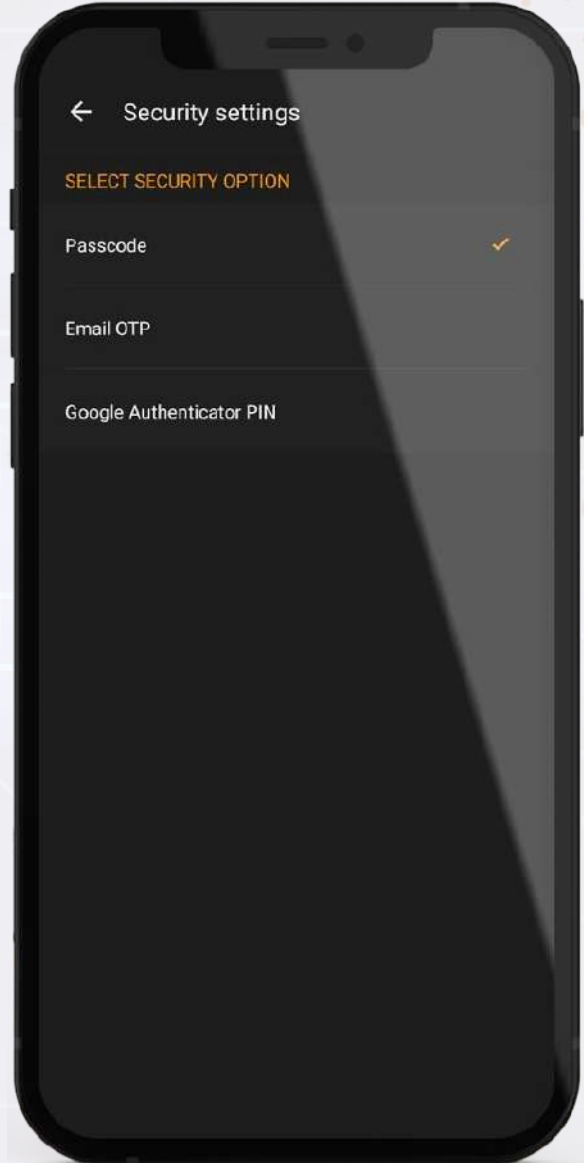 Security settings
SELECT SECURITY OPTION
Passcode
Email OTP
Google Authenticator PIN